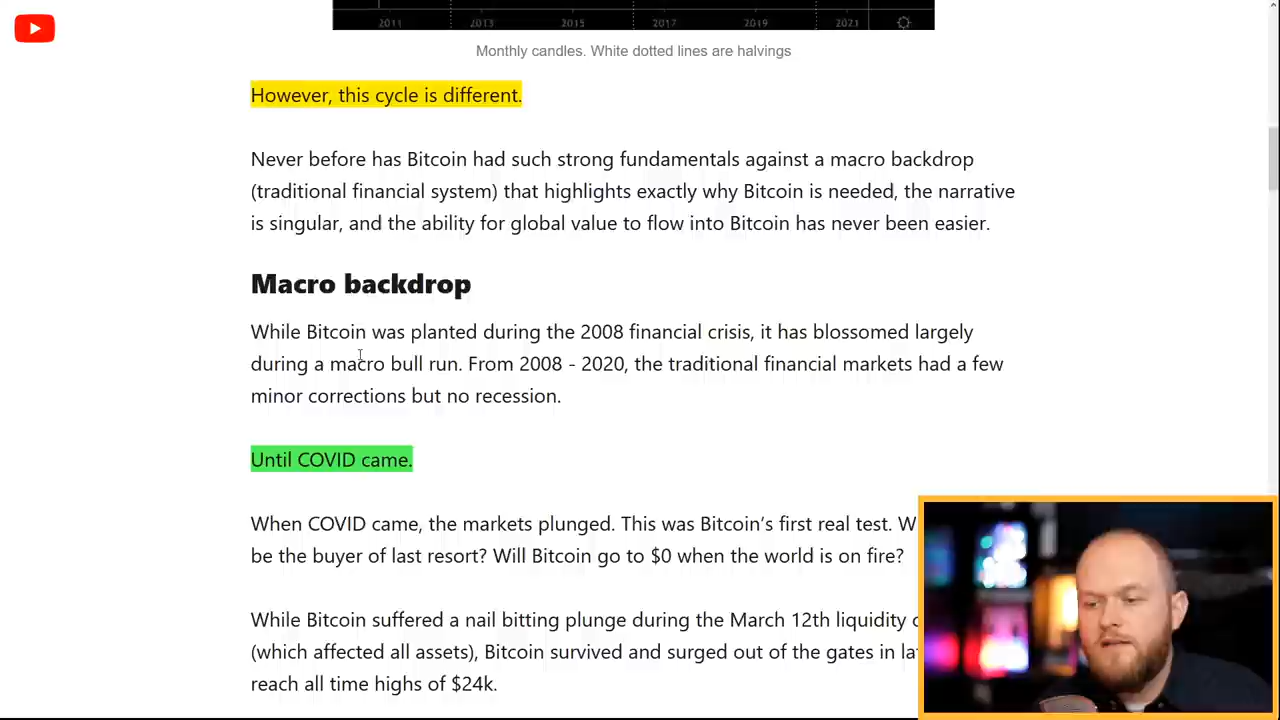 2011 2013 2015 2017 2019 2021
Monthly candles. White dotted lines are halvings
However, this cycle is different.
Never before has Bitcoin had such strong fundamentals against a macro backdrop
(traditional financial system) that highlights exactly why Bitcoin is needed, the narrative
is singular, and the ability for global value to flow into Bitcoin has never been easier.
Macro backdrop
While Bitcoin was planted during the 2008 financial crisis, it has blossomed largely
during a macro bull run. From 2008 - 2020, the traditional financial markets had a few
minor corrections but no recession.
Until COVID came.
When COVID came, the markets plunged. This was Bitcoin's first real test.
be the buyer of last resort? Will Bitcoin go to $0 when the world is on fire?
While Bitcoin suffered a nail bitting plunge during the March 12th liquidity
(which affected all assets), Bitcoin survived and surged out of the gates in
reach all time highs of $24k.